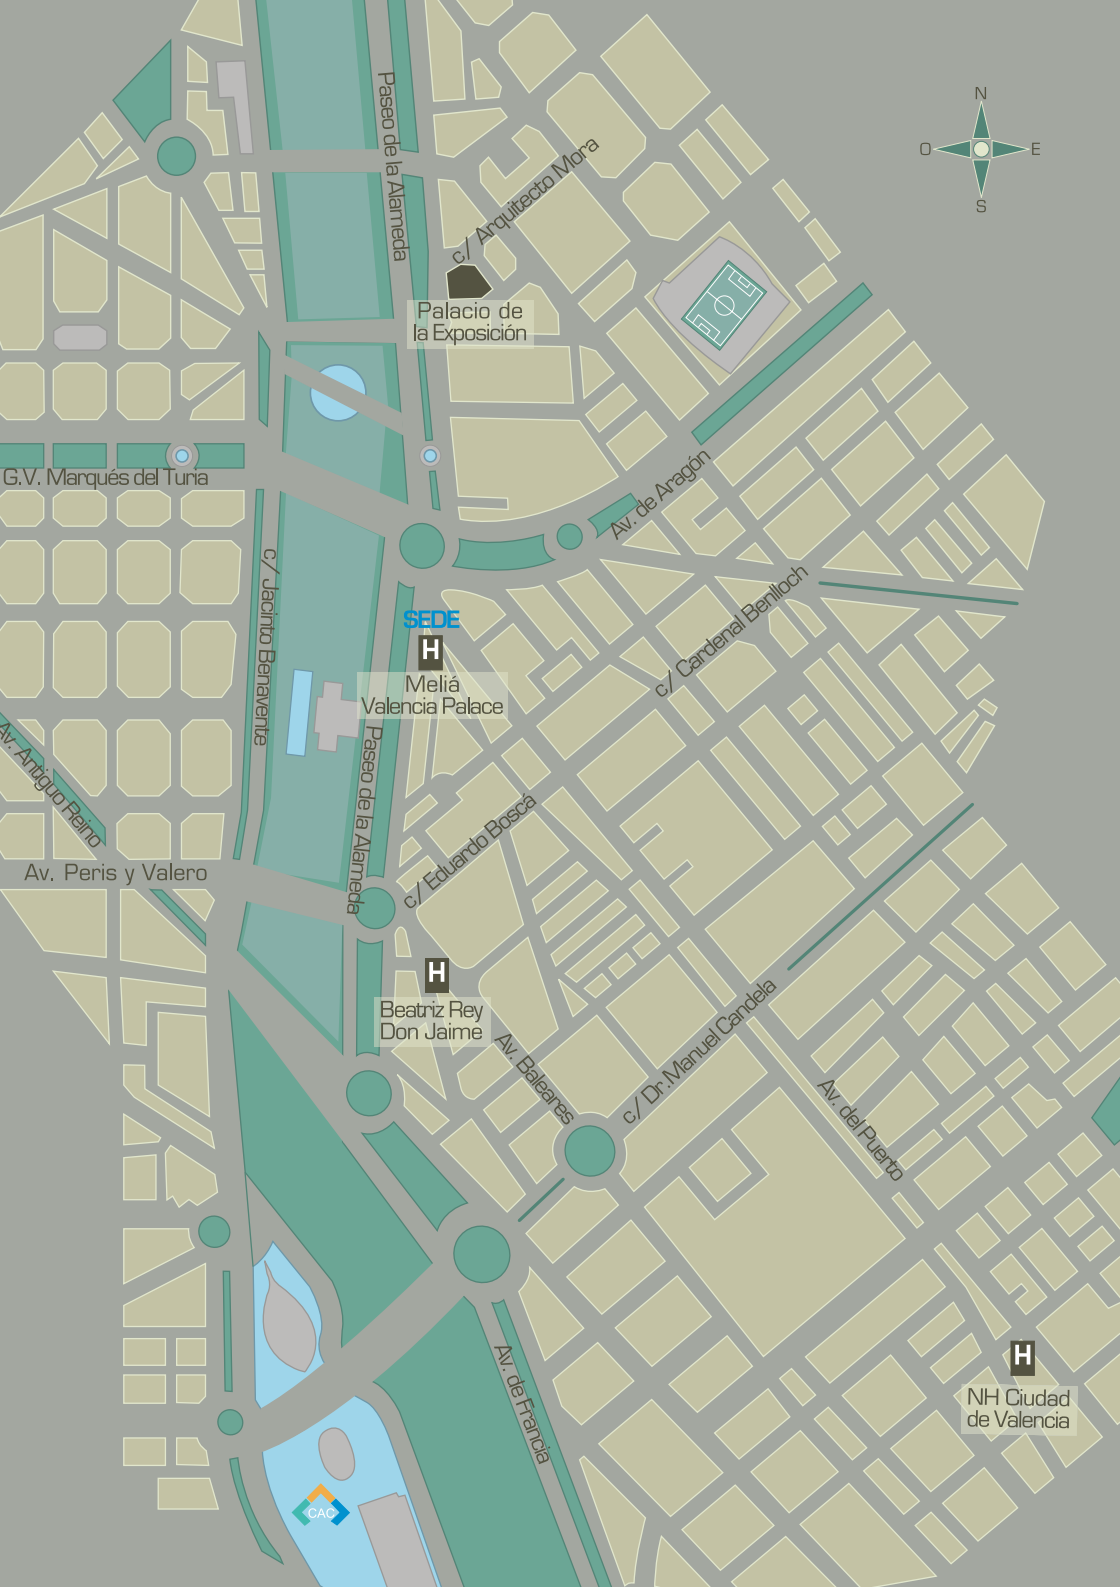 N
O
E
S
Paseo de la Alameda
c/ Arquitecto Mora
Palacio de
la Exposición
G.V. Marqués del Turia
Av. de Aragón
c/ Jacinto Benavente
c/ Cardenal Benlloch
SEDE
H
Meliá
Valencia Palace
Av. Antiguo Reino
Paseo de la Alameda
c/ Eduardo Boscá
Av. Peris y Valero
H
Beatriz Rey
Don Jaime
Av. Baleares
c/ Dr.Manuel Candela
Av. del Puerto
H
NH Ciudad
de Valencia
Av. de Francia
CAC